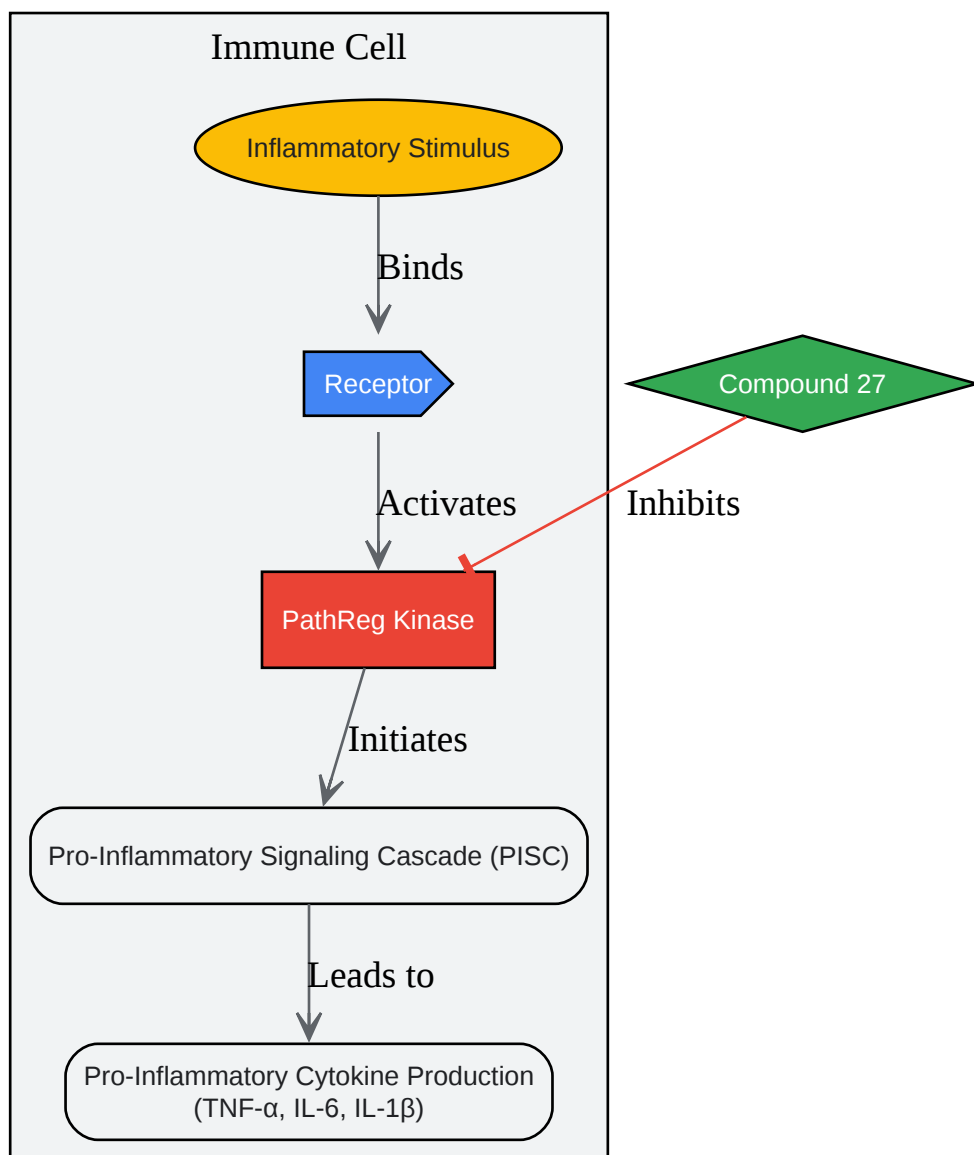 Immune Cell
Inflammatory Stimulus
Binds
Receptor
Compound 27
Activates
Inhibits
PathReg Kinase
Initiates
Pro-Inflammatory Signaling Cascade (PISC)
Leads to
Pro-Inflammatory Cytokine Production
(TNF-α, IL-6, IL-1β)